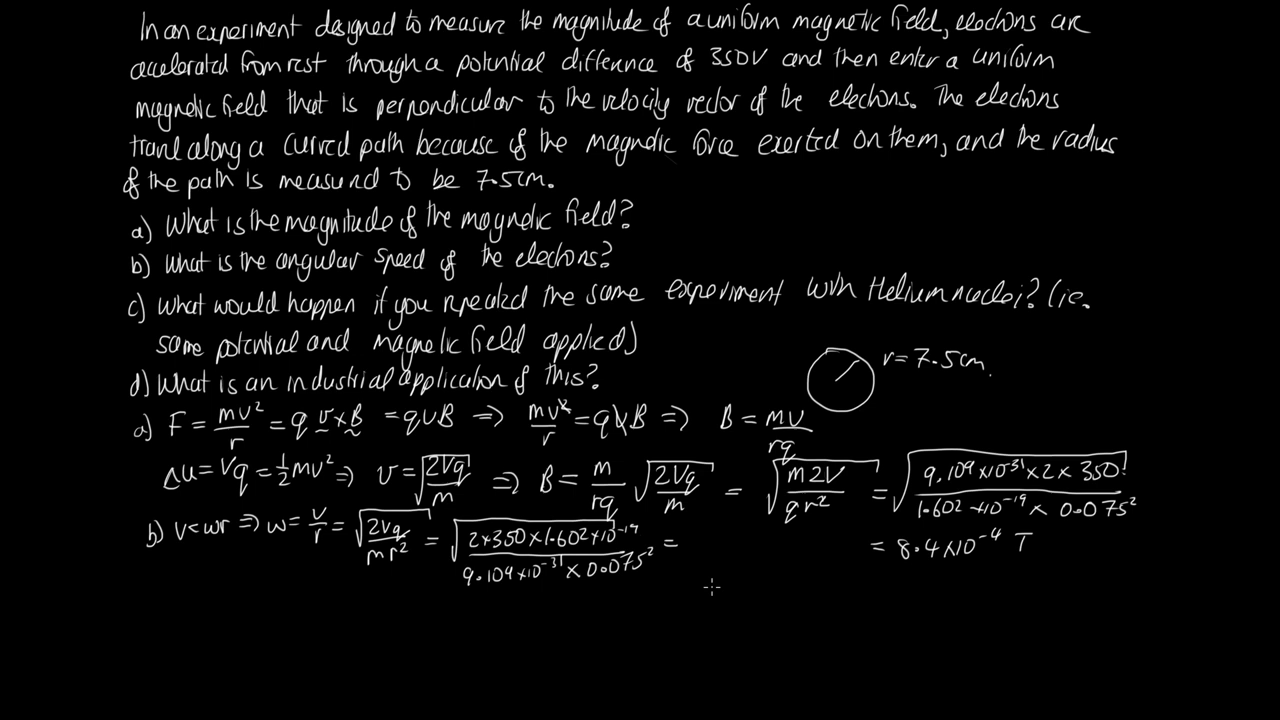 In an experiment designed to measure the magnitude of a uniform magnetic field, electrons are
accelerated from rest through a potential difference of 350V and then enter a uniform
magnetic field that is perpendicular to the velocity vector of the electrons. The electrons
travel along a curved path because of the magnetic force exerted on them, and the radius
of the path is measured to be 7.5cm.
a) What is the magnitude of the magnetic field?
b) What is the angular speed of the electrons?
c) What would happen if you repeated the same experiment with Helium nuclei? (i.e.
same potential and magnetic field applied)
d) What is an industrial application of this?
r = 7.5cm.
a) F = mv²/r = q v × B = qvB ⇒ mv²/r = qvB ⇒ B = mv/rq
Δu = Vq = ½mv² ⇒ v = √(2Vq/m) ⇒ B = m/rq √(2Vq/m) = √(m2V/qr²) = √(9.109×10⁻³¹ × 2 × 350/1.602×10⁻¹⁹ × 0.075²)
= 8.4×10⁻⁴ T
b) v = ωr ⇒ ω = v/r = √(2Vq/mr²) = √(2×350×1.602×10⁻¹⁹/9.109×10⁻³¹ × 0.075²) =